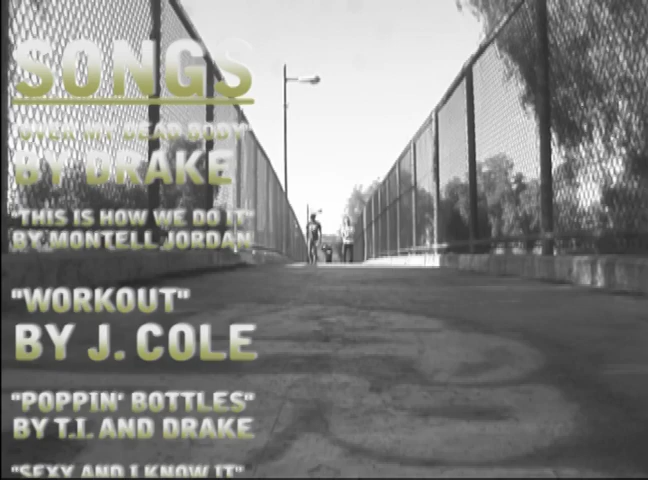 SONGS
"OVER MY DEAD BODY"
BY DRAKE
"THIS IS HOW WE DO IT"
BY MONTELL JORDAN
"WORKOUT"
BY J. COLE
"POPPIN' BOTTLES"
BY T.I. AND DRAKE
"SEXY AND I KNOW IT"